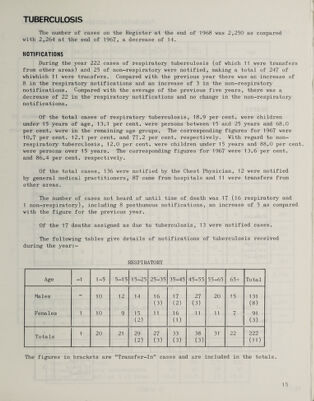 TUBERCULOSIS
The number of cases on the Register at the end of 1968 was 2,250 as compared
with 2,264 at the end of 1967, a decrease of 14.
NOTIFICATIONS
During the year 222 cases of respiratory tuberculosis (of which 11 were transfers
from other areas) and 25 of non-respiratory were notified, making a total of 247 of
whichich 11 were transfers. Compared with the previous year there was an increase of
8 in the respiratory notifications and an increase of 3 in the non-respiratory
notifications. Compared with the average of the previous five years, there was a
decrease of 22 in the respiratory notifications and no change in the non-respiratory
notifications.
Of the total cases of respiratory tuberculosis, 18.9 per cent. were children
under 15 years of age, 13.1 per cent. were persons between 15 and 25 years and 68.0
per cent. were in the remaining age groups. The corresponding figures for 1967 were
10.7 per cent. 12.1 per cent. and 77.2 per cent. respectively. With regard to non-
respiratory tuberculosis, 12.0 per cent. were children under 15 years and 88.0 per cent.
were persons over 15 years. The corresponding figures for 1967 were 13.6 per cent.
and 86.4 per cent. respectively.
Of the total cases, 136 were notified by the Chest Physician, 12 were notified
by general medical practitioners, 87 came from hospitals and 11 were transfers from
other areas.
The number of cases not heard of until time of death was 17 (16 respiratory and
1 non-respiratory), including 8 posthumous notifications, an increase of 5 as compared
with the figure for the previous year.
Of the 17 deaths assigned as due to tuberculosis, 13 were notified cases.
The following tables give details of notifications of tuberculosis received
during the year:-
RESPIRATORY
Age -1 1-5 5-15 15-25 25-35 35-45 45-55 55-65 65+ Total
Males - 10 12 14 16 17 27 20 15 131
(3) (2) (3) (8)
Females 1 10 9 15 11 16 11 11 7 91
(2) (1) (3)
Totals 1 20 21 29 27 33 38 31 22 222
(2) (3) (3) (3) (11)
The figures in brackets are "Transfer-In" cases and are included in the totals.
15